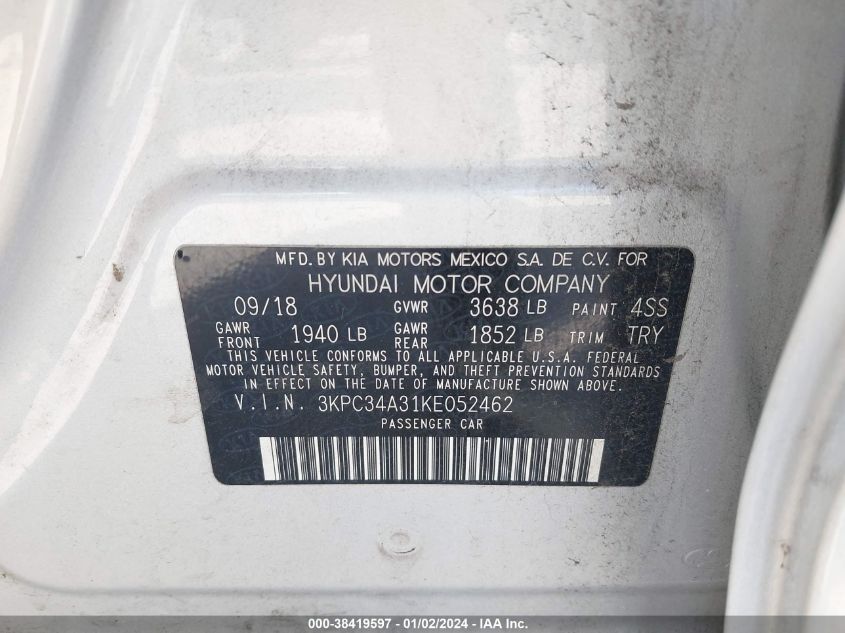 MFD. BY KIA MOTORS MEXICO S.A. DE C.V. FOR
HYUNDAI MOTOR COMPANY
09/18 GVWR 3638 LB PAINT 4SS
GAWR FRONT 1940 LB GAWR REAR 1852 LB TRIM TRY
THIS VEHICLE CONFORMS TO ALL APPLICABLE U.S.A. FEDERAL
MOTOR VEHICLE SAFETY, BUMPER, AND THEFT PREVENTION STANDARDS
IN EFFECT ON THE DATE OF MANUFACTURE SHOWN ABOVE.
V.I.N. 3KPC34A31KE052462
PASSENGER CAR
000-38419597 - 01/02/2024 - IAA Inc.